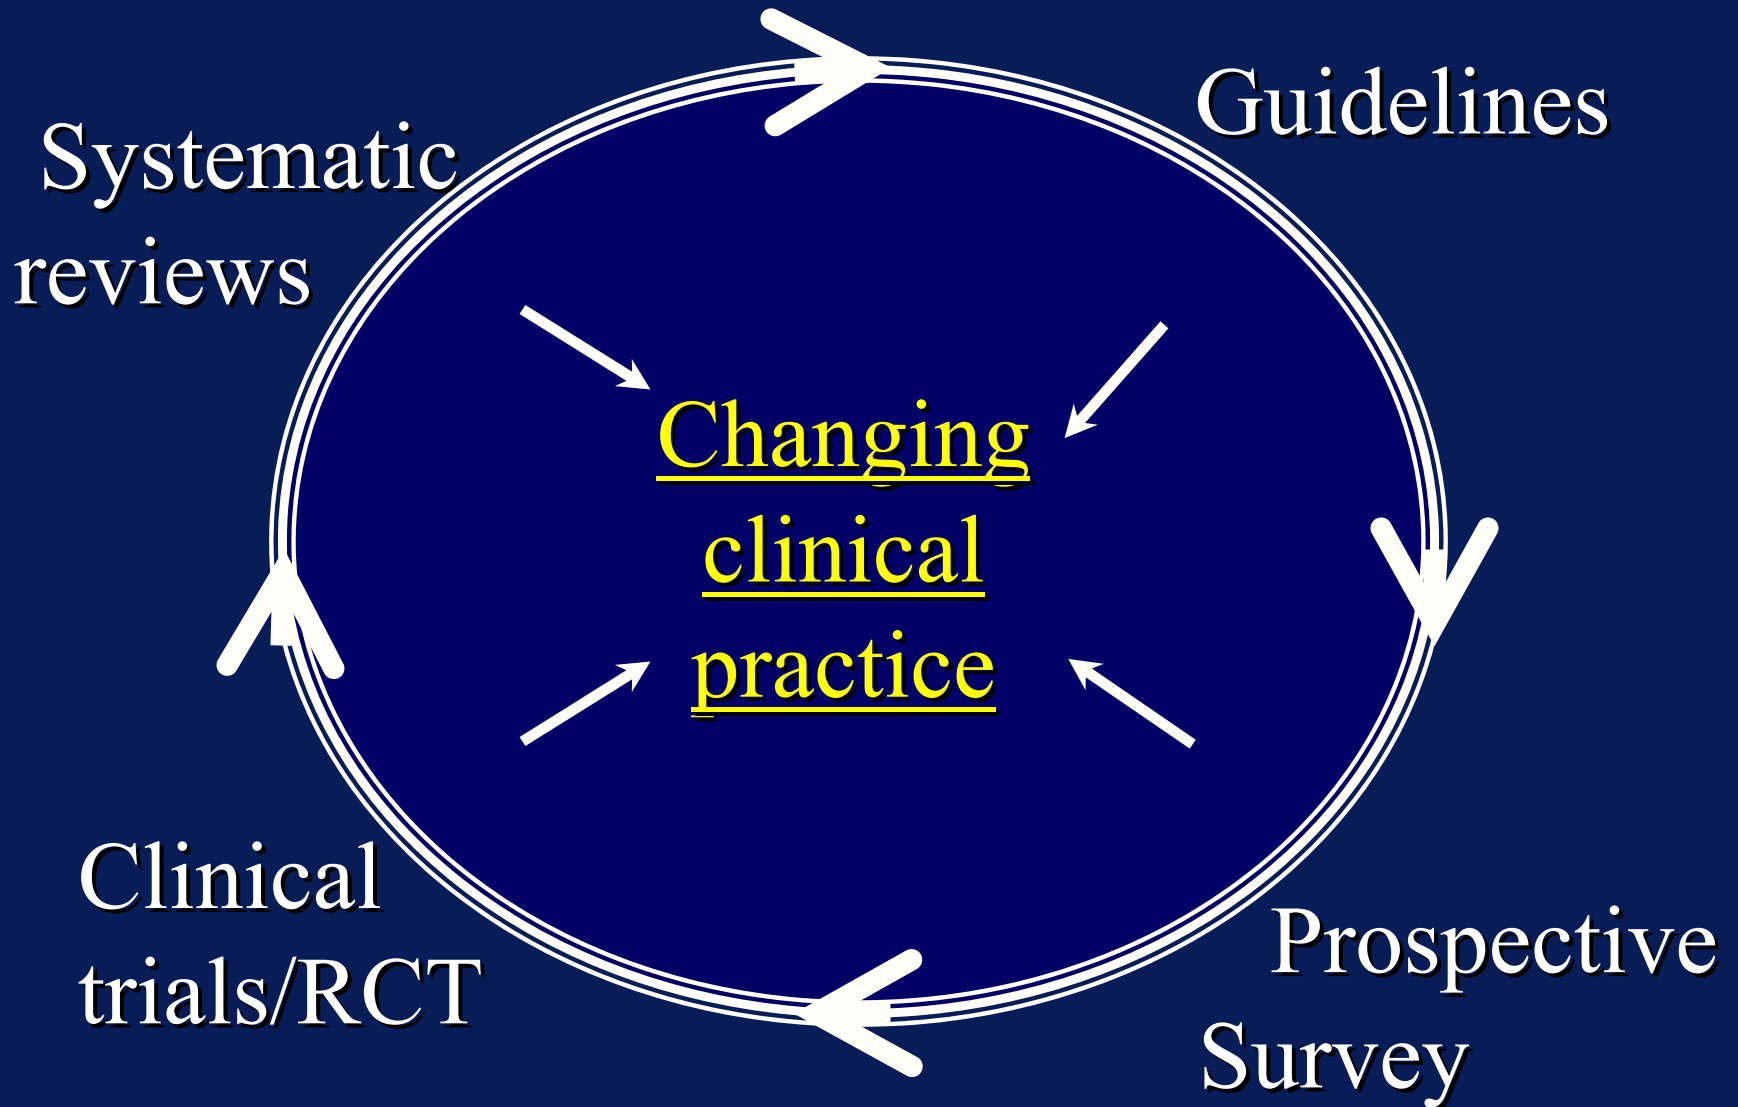 Guidelines
Systematic
reviews
Changing
clinical
practice
Clinical
trials/RCT
Prospective
Survey